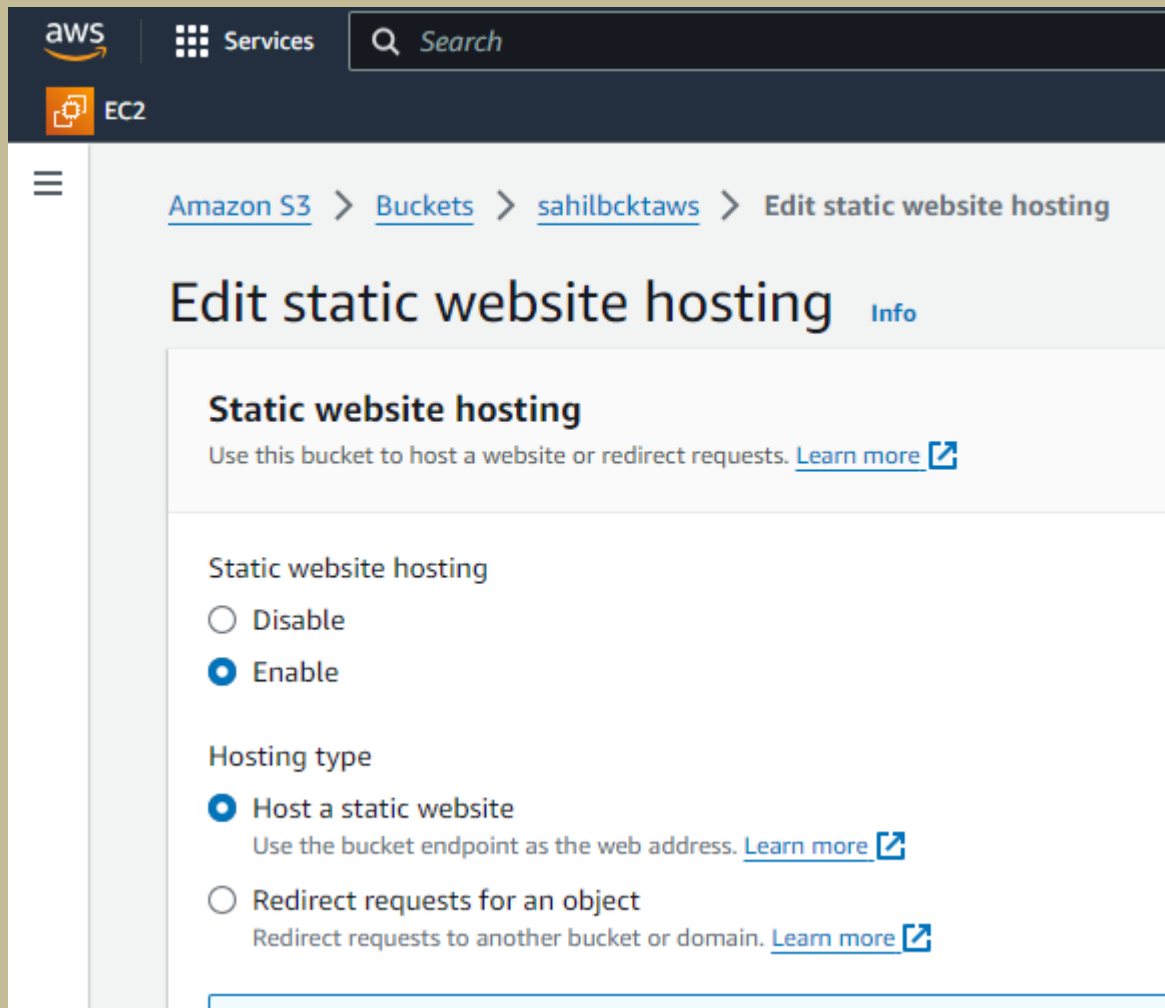 aws Services Search
EC2
Amazon S3 > Buckets > sahilbcktaws > Edit static website hosting
Edit static website hosting Info
Static website hosting
Use this bucket to host a website or redirect requests. Learn more
Static website hosting
Disable
Enable
Hosting type
Host a static website
Use the bucket endpoint as the web address. Learn more
Redirect requests for an object
Redirect requests to another bucket or domain. Learn more